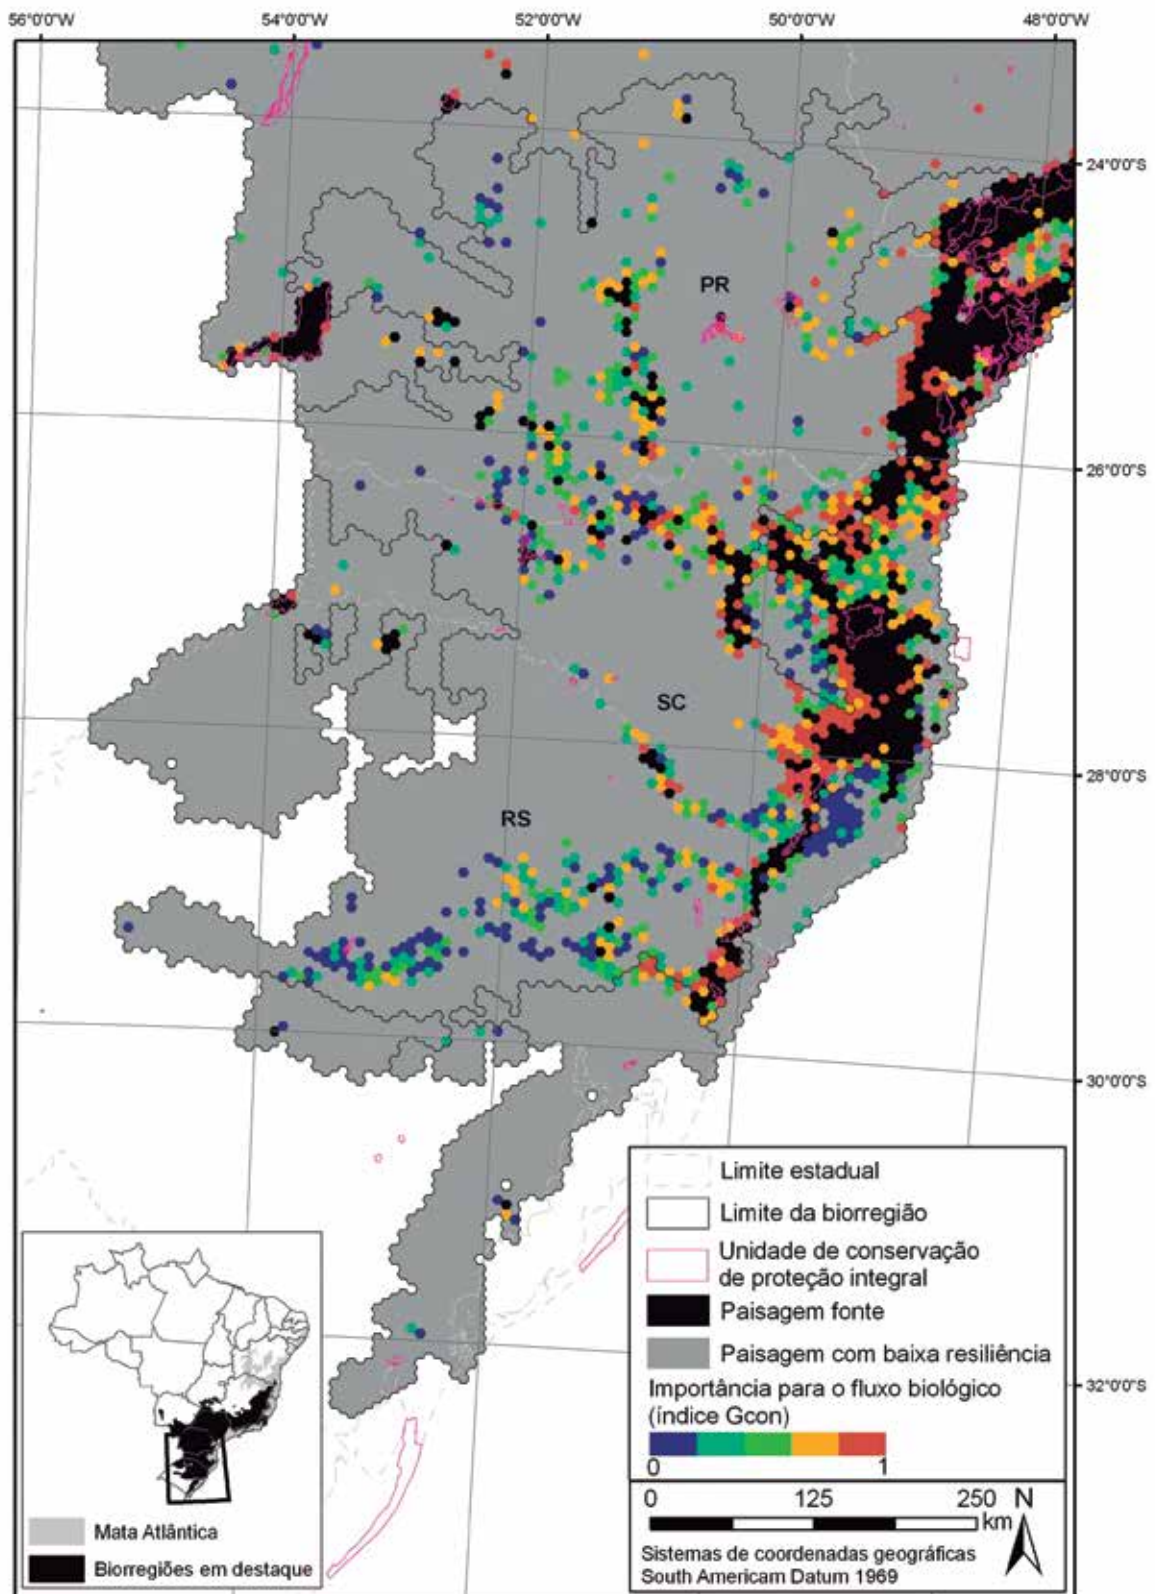 56°0'0"W 54°0'0"W 52°0'0"W 50°0'0"W 48°0'0"W
24°0'0"S
PR
26°0'0"S
SC
28°0'0"S
RS
30°0'0"S
Limite estadual
Limite da biorregião
Unidade de conservação
de proteção integral
Paisagem fonte
Paisagem com baixa resiliência
32°0'0"S
Importância para o fluxo biológico
(índice Gcon)
0 1
0 125 250 N
km
Sistemas de coordenadas geográficas
South Americam Datum 1969
Mata Atlântica
Biorregiões em destaque